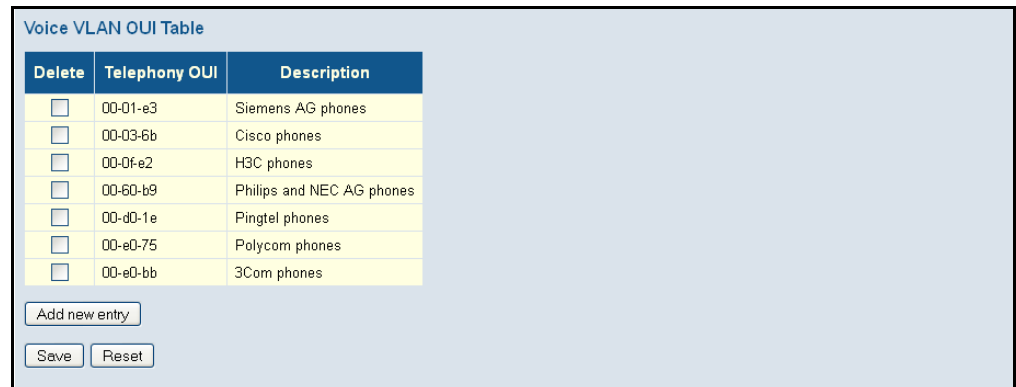 Voice VLAN OUI Table
Delete Telephony OUI Description
00-01-e3 Siemens AG phones
00-03-6b Cisco phones
00-0f-e2 H3C phones
00-60-b9 Philips and NEC AG phones
00-d0-1e Pingtel phones
00-e0-75 Polycom phones
00-e0-bb 3Com phones
Add new entry
Save Reset